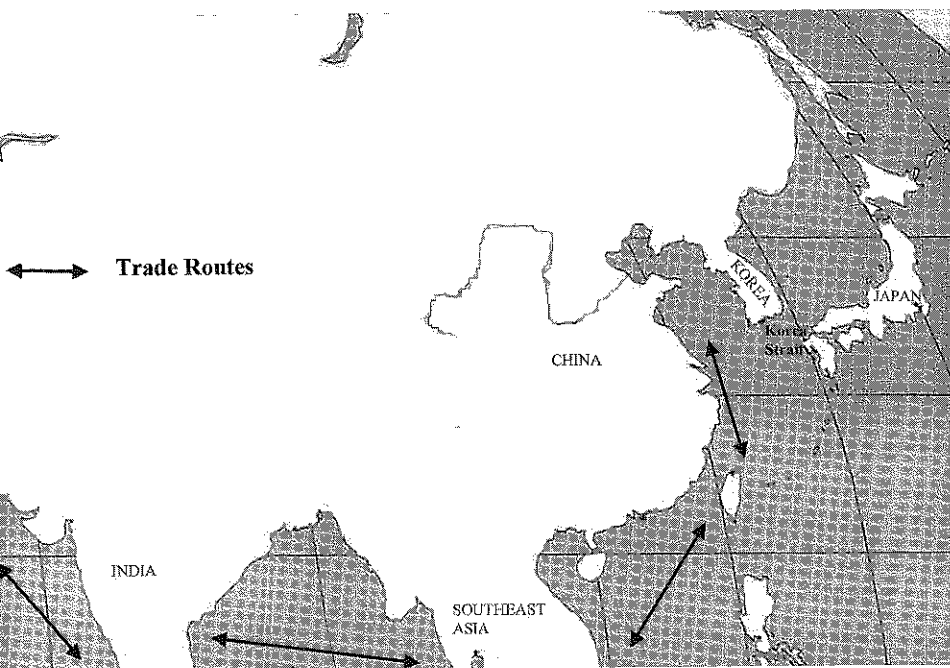 Trade Routes
KOREA
JAPAN
Korea
Strait
CHINA
INDIA
SOUTHEAST
ASIA